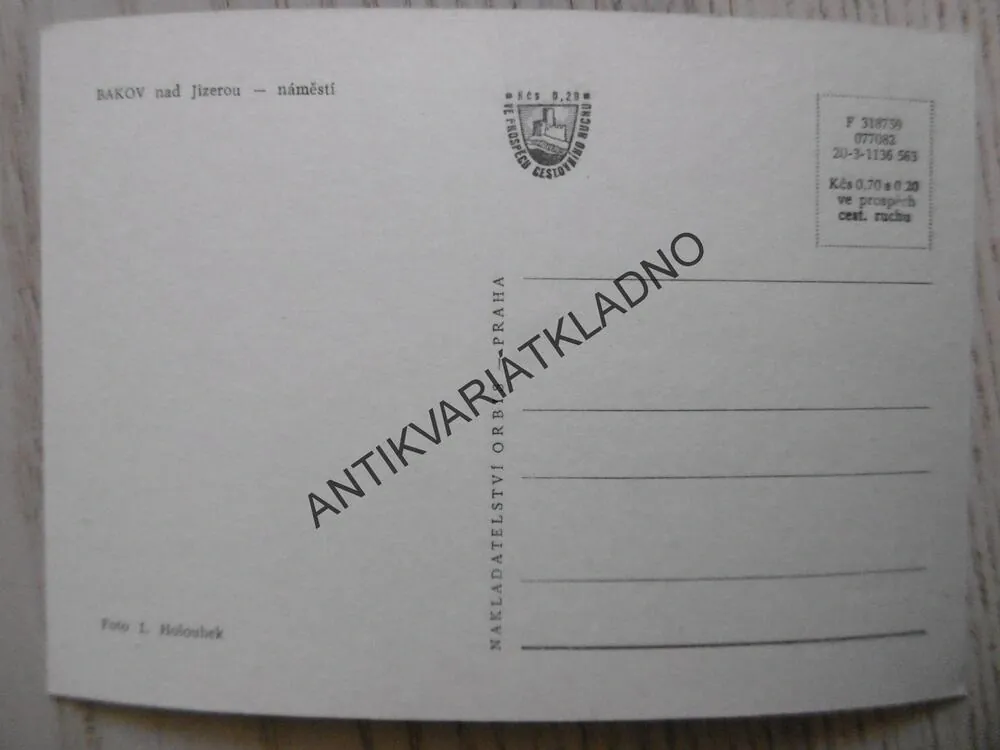 BAKOV nad Jizerou — náměstí
Kčs 0,20
VE PROSPĚCH CESTOVNÍHO RUCHU
F 318759
077082
20-3-1136 563
Kčs 0,70 s 0.20
ve prospěch
cest. ruchu
NAKLADATELSTVÍ ORBIS — PRAHA
ANTIKVARIÁTKLADNO
Foto I. Holoubek